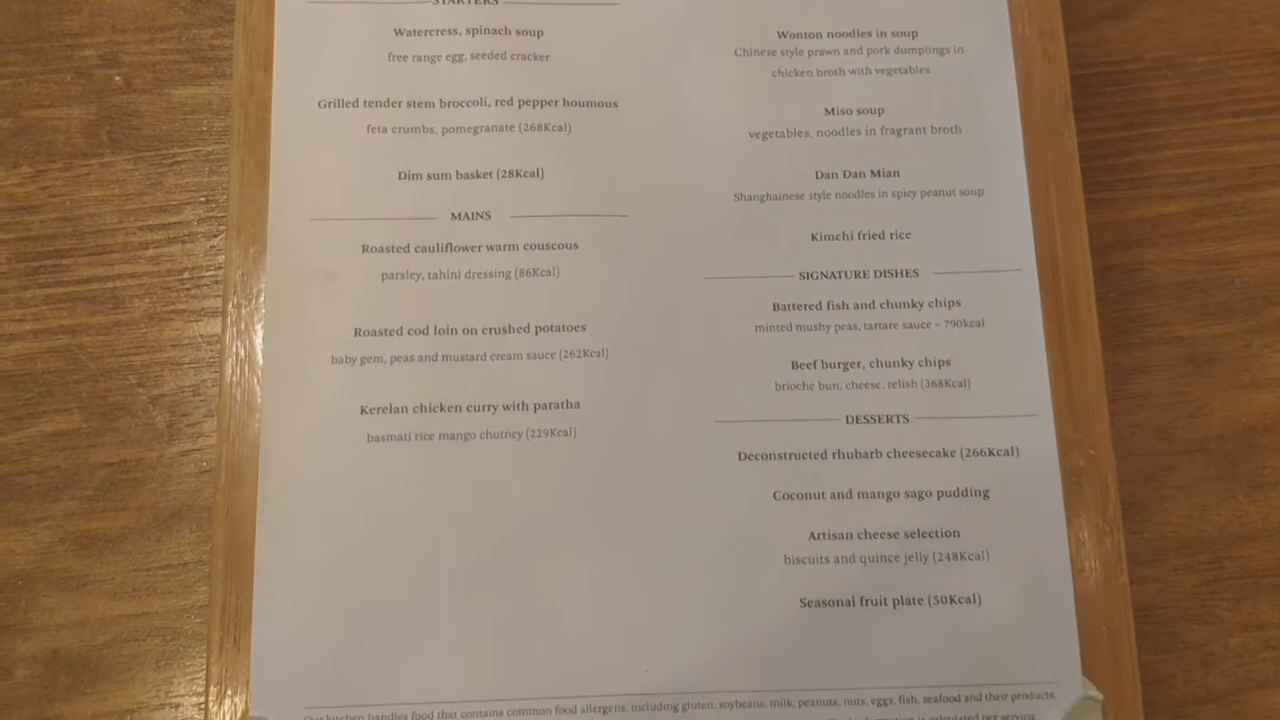 STARTERS
Watercress, spinach soup
free range egg, seeded cracker
Grilled tender stem broccoli, red pepper houmous
feta crumbs, pomegranate (268Kcal)
Dim sum basket (28Kcal)
MAINS
Roasted cauliflower warm couscous
parsley, tahini dressing (86Kcal)
Roasted cod loin on crushed potatoes
baby gem, peas and mustard cream sauce (262Kcal)
Kerelan chicken curry with paratha
basmati rice mango chutney (229Kcal)
Wonton noodles in soup
Chinese style prawn and pork dumplings in
chicken broth with vegetables
Miso soup
vegetables, noodles in fragrant broth
Dan Dan Mian
Shanghainese style noodles in spicy peanut soup
Kimchi fried rice
SIGNATURE DISHES
Battered fish and chunky chips
minted mushy peas, tartare sauce – 790kcal
Beef burger, chunky chips
brioche bun, cheese, relish (368Kcal)
DESSERTS
Deconstructed rhubarb cheesecake (266Kcal)
Coconut and mango sago pudding
Artisan cheese selection
biscuits and quince jelly (248Kcal)
Seasonal fruit plate (50Kcal)
Our kitchen handles food that contains common food allergens, including gluten, soybeans, milk, peanuts, nuts, eggs, fish, seafood and their products.
is calculated per serving